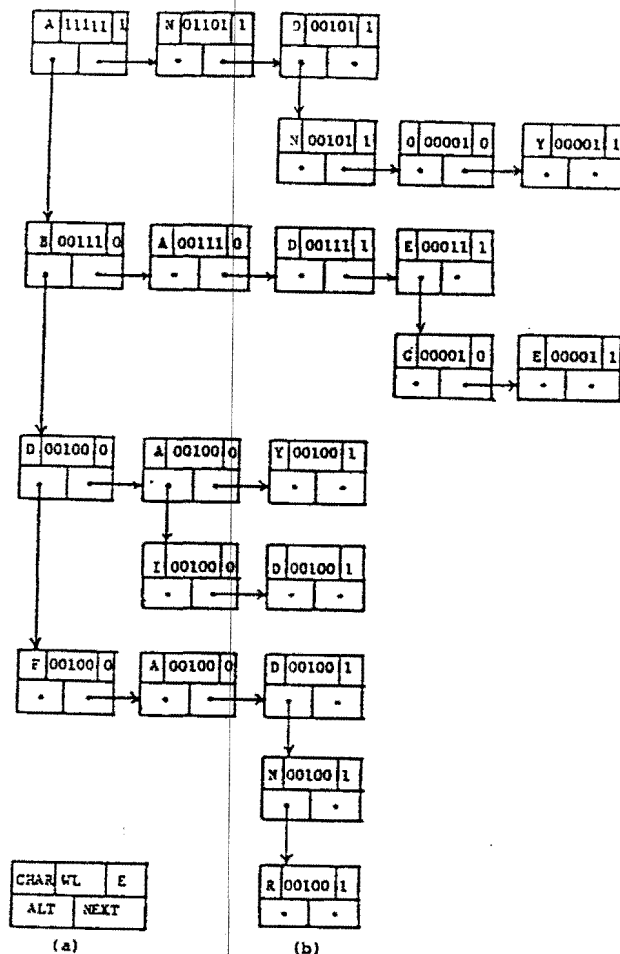 A 11111 1 N 01101 1 D 00101 1
N 00101 1 O 00001 0 Y 00001 1
B 00111 0 A 00111 0 D 00111 1 E 00011 1
G 00001 0 E 00001 1
D 00100 0 A 00100 0 Y 00100 1
I 00100 0 D 00100 1
F 00100 0 A 00100 0 D 00100 1
N 00100 1
R 00100 1
CHAR WL E
ALT NEXT
(a) (b)